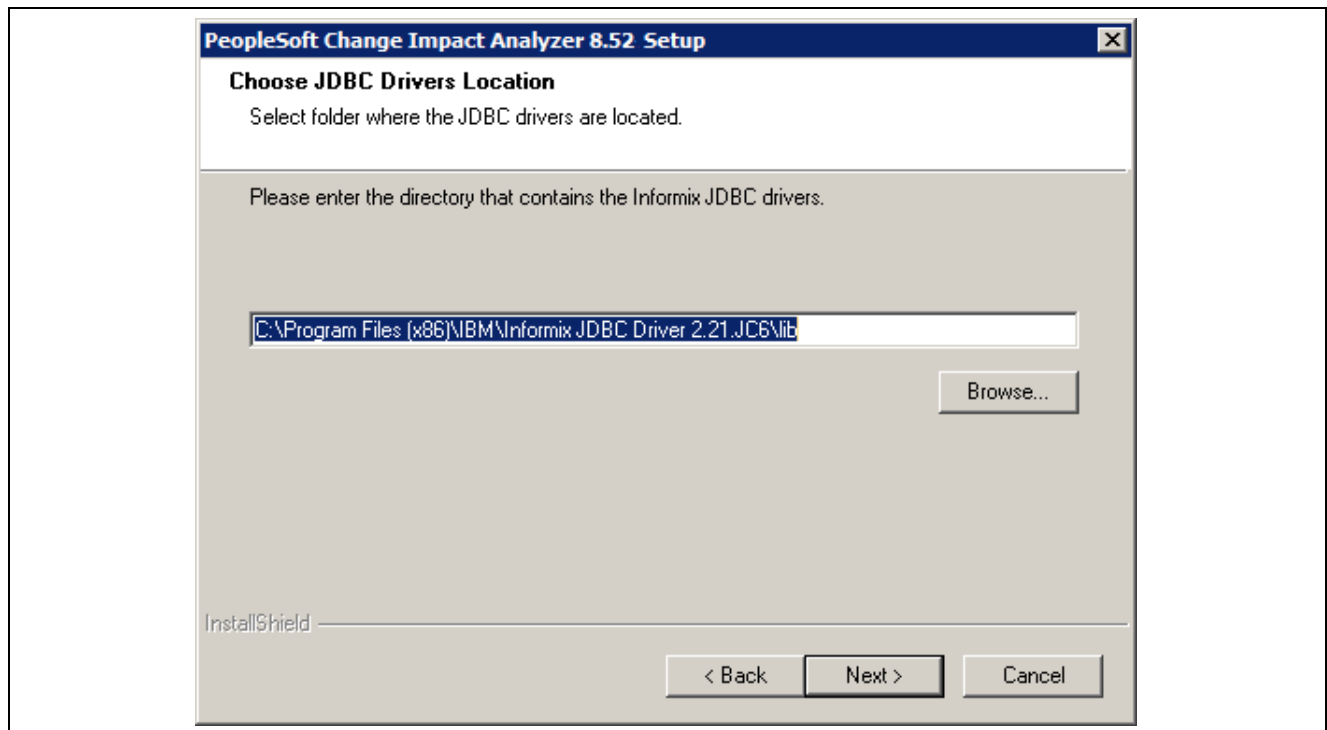 PeopleSoft Change Impact Analyzer 8.52 Setup
Choose JDBC Drivers Location
Select folder where the JDBC drivers are located.
Please enter the directory that contains the Informix JDBC drivers.
C:\Program Files (x86)\IBM\Informix JDBC Driver 2.21.JC6\lib
Browse...
InstallShield
< Back Next > Cancel